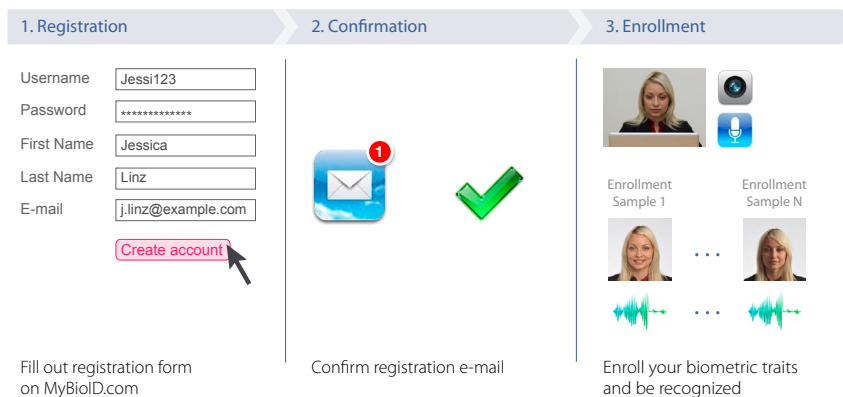 1. Registration
2. Confirmation
3. Enrollment
Username
Jessi123
Password
*************
First Name
Jessica
Last Name
Linz
E-mail
j.linz@example.com
Create account
Fill out registration form
on MyBioID.com
1
Confirm registration e-mail
Enrollment
Sample 1
Enrollment
Sample N
. . .
. . .
Enroll your biometric traits
and be recognized